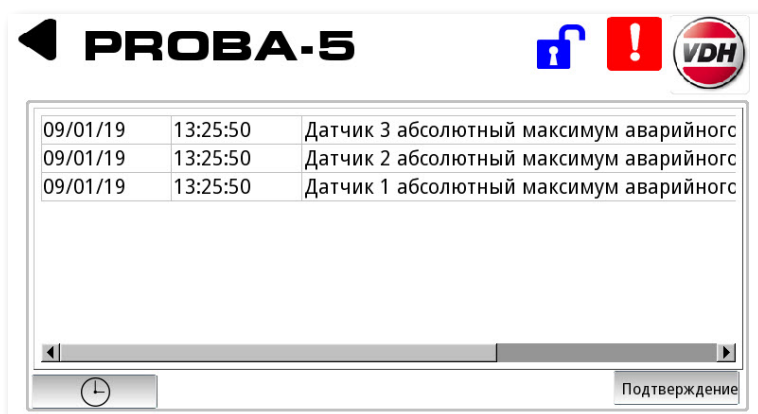 PROBA-5
!
VDH
09/01/19 13:25:50 Датчик 3 абсолютный максимум аварийного
09/01/19 13:25:50 Датчик 2 абсолютный максимум аварийного
09/01/19 13:25:50 Датчик 1 абсолютный максимум аварийного
Подтверждение